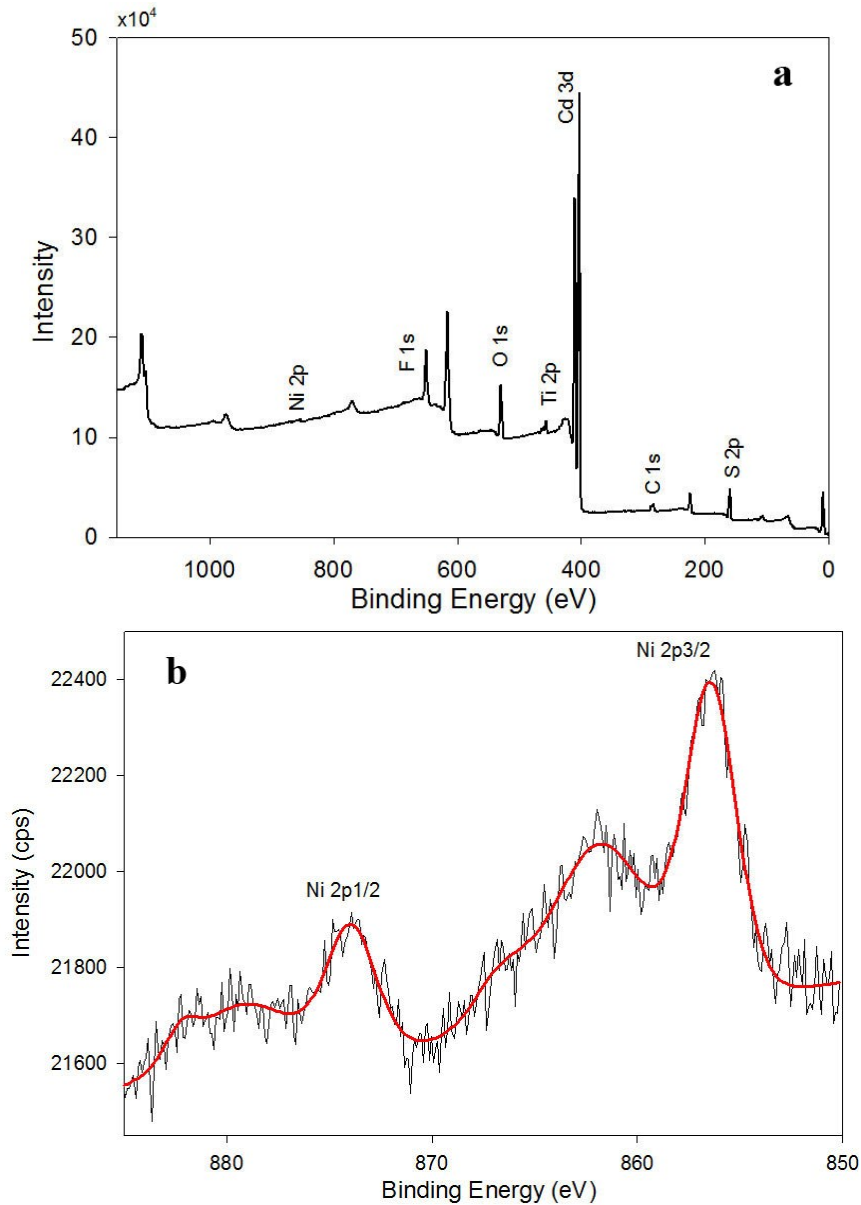 x10⁴
a
50
40
30
20
10
0
Intensity
Ni 2p
F 1s
O 1s
Ti 2p
Cd 3d
C 1s
S 2p
1000 800 600 400 200 0
Binding Energy (eV)
b
Ni 2p3/2
Ni 2p1/2
22400
22200
22000
21800
21600
Intensity (cps)
880 870 860 850
Binding Energy (eV)